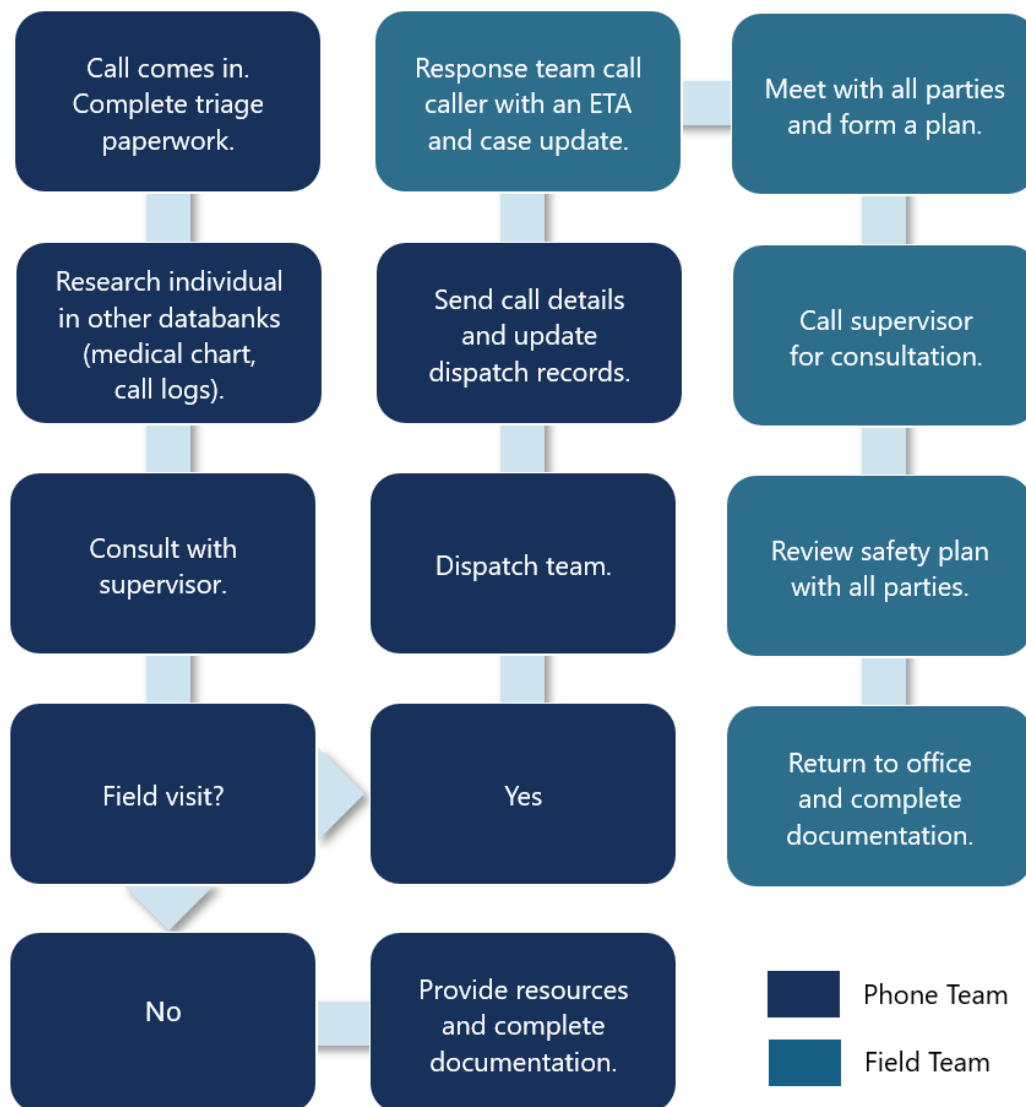 Call comes in.
Complete triage
paperwork.
Research individual
in other databanks
(medical chart,
call logs).
Consult with
supervisor.
Field visit?
No
Provide resources
and complete
documentation.
Yes
Dispatch team.
Send call details
and update
dispatch records.
Response team call
caller with an ETA
and case update.
Meet with all parties
and form a plan.
Call supervisor
for consultation.
Review safety plan
with all parties.
Return to office
and complete
documentation.
Phone Team
Field Team